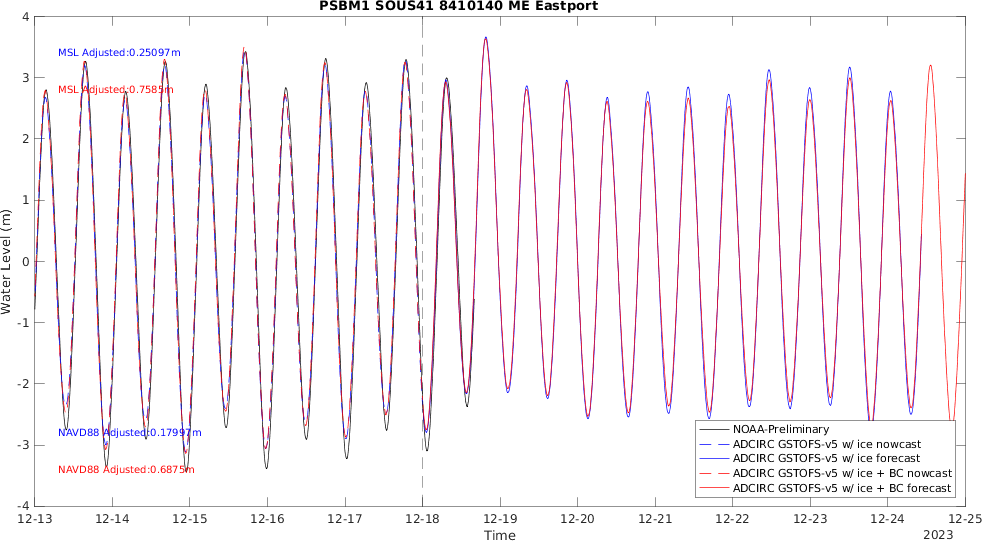 PSBM1 SOUS41 8410140 ME Eastport
4
3
2
1
0
-1
-2
-3
-4
Water Level (m)
MSL Adjusted:0.25097m
MSL Adjusted:0.7585m
NAVD88 Adjusted:0.17997m
NAVD88 Adjusted:0.6875m
NOAA-Preliminary
ADCIRC GSTOFS-v5 w/ ice nowcast
ADCIRC GSTOFS-v5 w/ ice forecast
ADCIRC GSTOFS-v5 w/ ice + BC nowcast
ADCIRC GSTOFS-v5 w/ ice + BC forecast
12-13 12-14 12-15 12-16 12-17 12-18 12-19 12-20 12-21 12-22 12-23 12-24 12-25
Time
2023